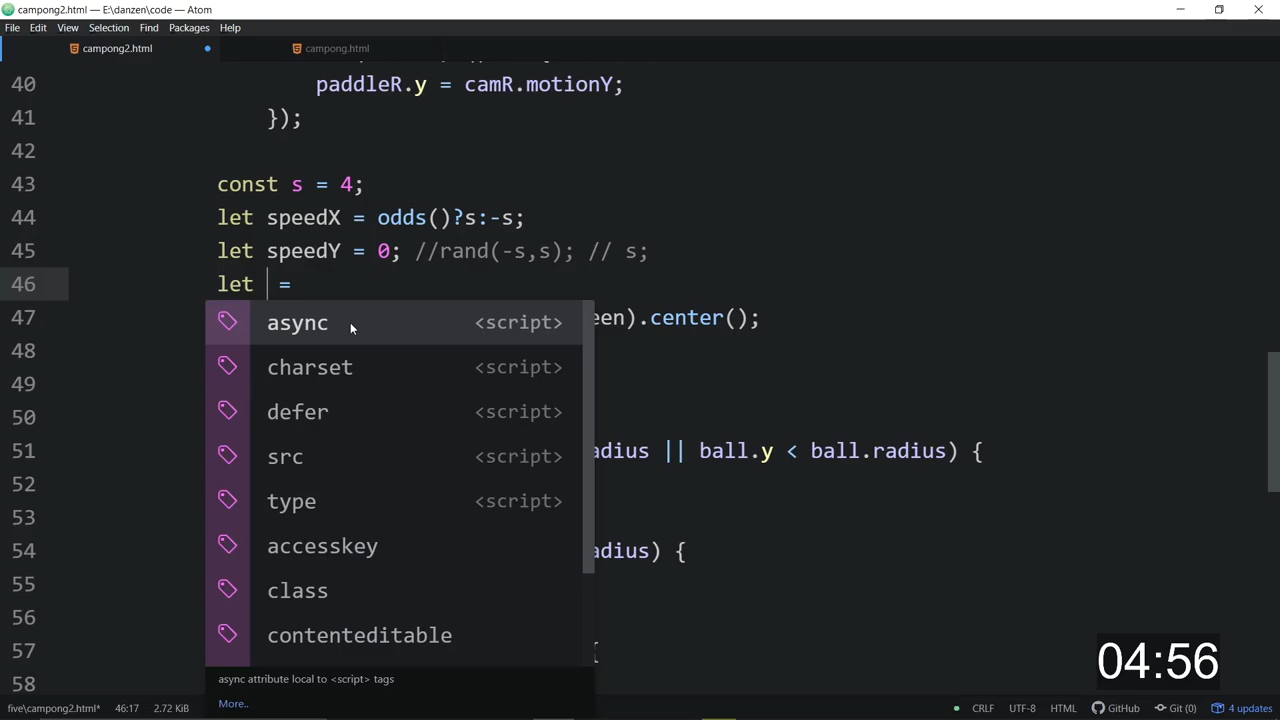 campong2.html — E:\danzen\code — Atom
File Edit View Selection Find Packages Help
campong2.html
campong.html
40 paddleR.y = camR.motionY;
41 });
42
43 const s = 4;
44 let speedX = odds()?s:-s;
45 let speedY = 0; //rand(-s,s); // s;
46 let =
47 een).center();
48
49
50
51 adius || ball.y < ball.radius) {
52
53
54 adius) {
55
56
57 {
58
async <script>
charset <script>
defer <script>
src <script>
type <script>
accesskey
class
contenteditable
async attribute local to <script> tags
More..
04:56
five\campong2.html* 46:17 2.72 KiB CRLF UTF-8 HTML GitHub Git (0) 4 updates